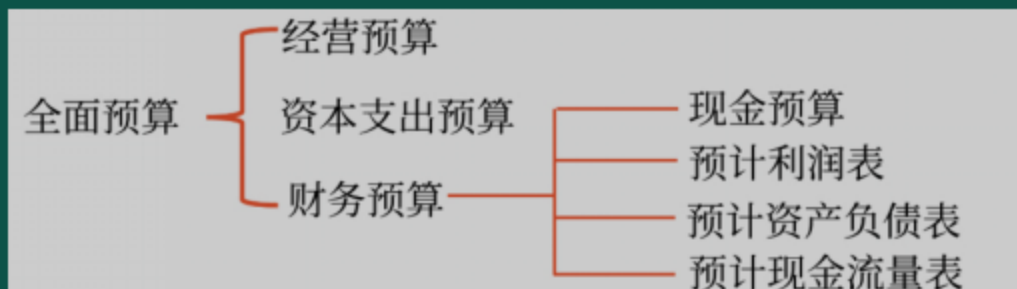 经营预算
全面预算
资本支出预算
现金预算
预计利润表
财务预算
预计资产负债表
预计现金流量表